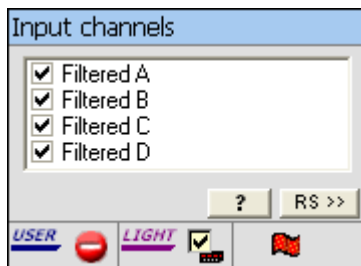 Input channels
Filtered A
Filtered B
Filtered C
Filtered D
? RS >>
USER LIGHT